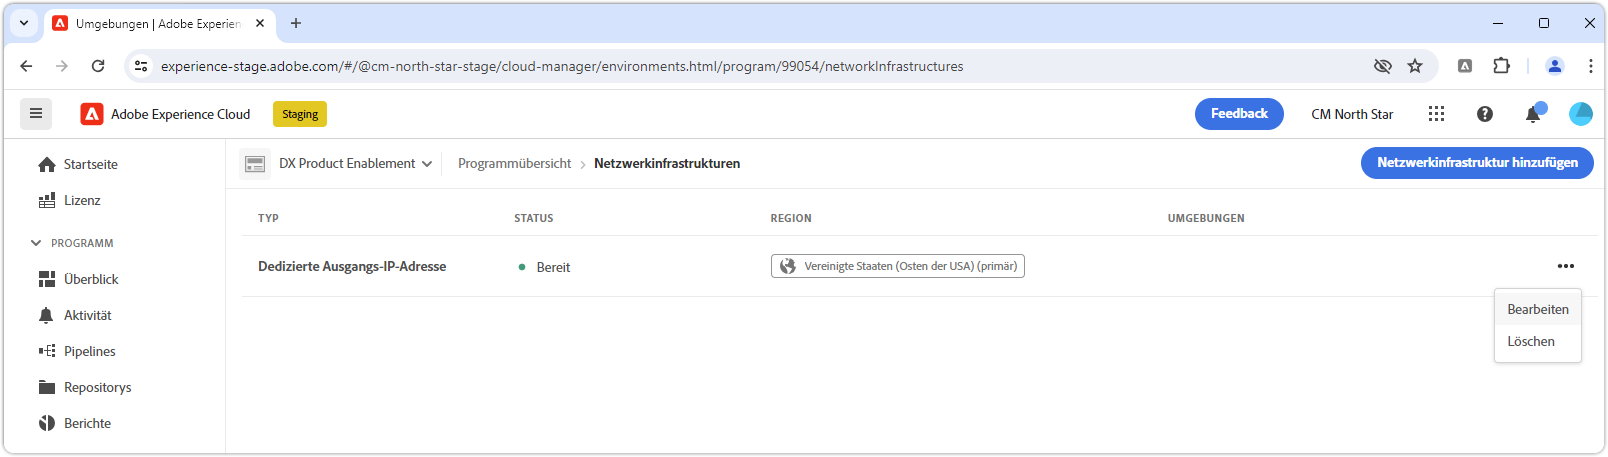 Umgebungen | Adobe Experien
experience-stage.adobe.com/#/@cm-north-star-stage/cloud-manager/environments.html/program/99054/networkInfrastructures
Adobe Experience Cloud
Staging
Feedback
CM North Star
Startseite
Lizenz
PROGRAMM
Überblick
Aktivität
Pipelines
Repositorys
Berichte
DX Product Enablement
Programmübersicht > Netzwerkinfrastrukturen
Netzwerkinfrastruktur hinzufügen
TYP STATUS REGION UMGEBUNGEN
Dedizierte Ausgangs-IP-Adresse Bereit Vereinigte Staaten (Osten der USA) (primär)
Bearbeiten
Löschen